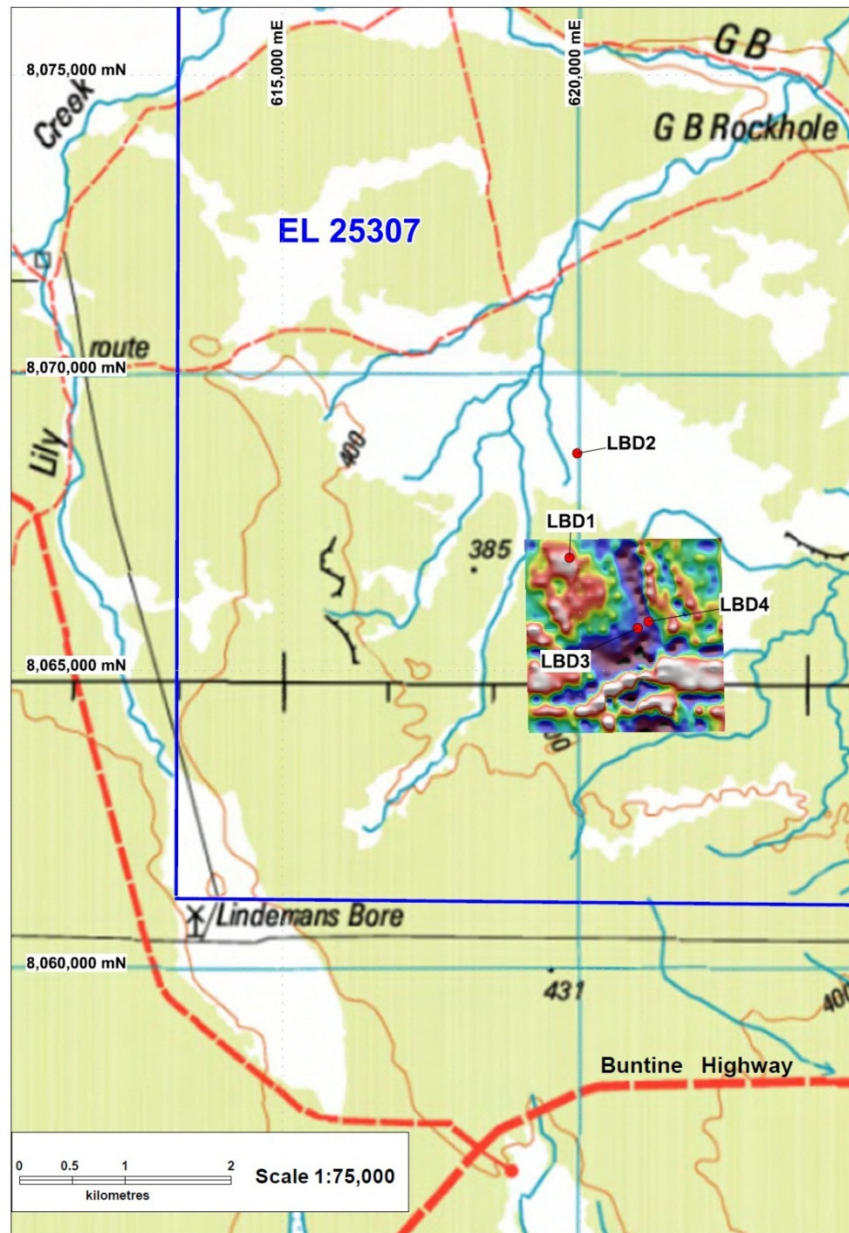 8,075,000 mN
615,000 mE
620,000 mE
G B
Creek
G B Rockhole
EL 25307
route
8,070,000 mN
Lily
400
LBD2
LBD1
385
LBD4
LBD3
8,065,000 mN
00
Lindemans Bore
8,060,000 mN
431
400
Buntine Highway
0 0.5 1 2
kilometres
Scale 1:75,000